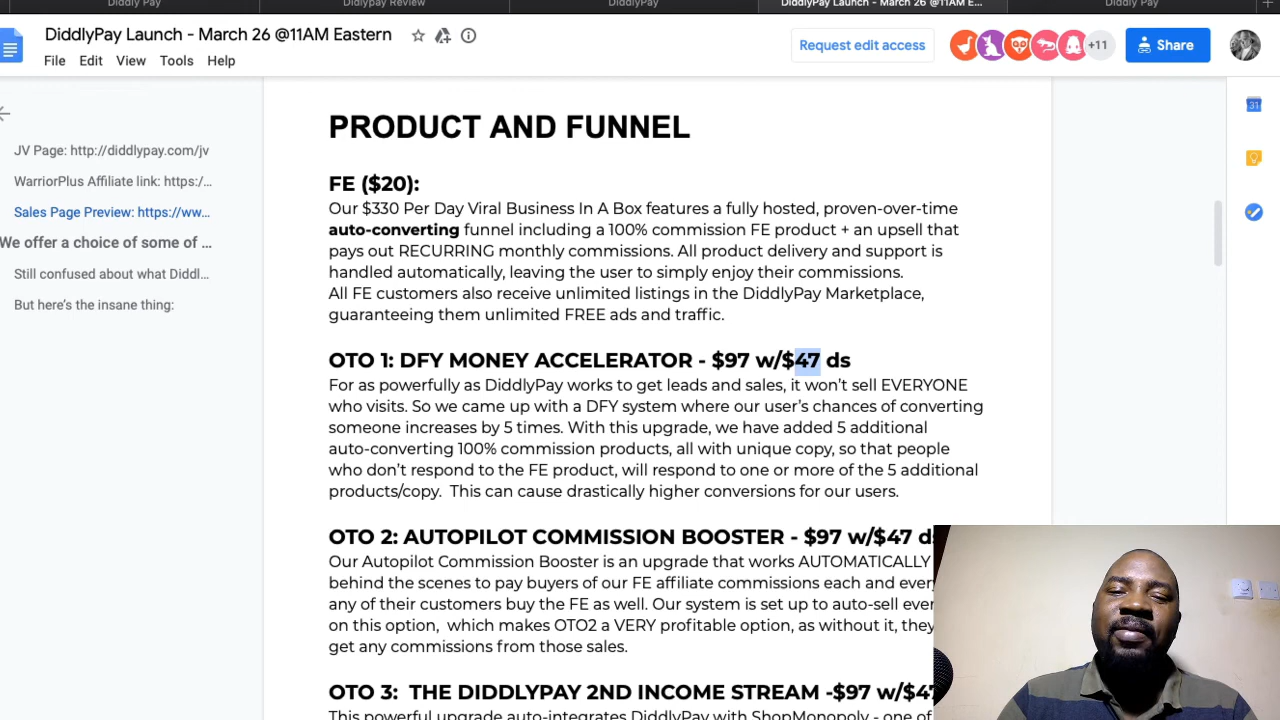 Diddly Pay
Diddlypay Review
DiddlyPay
DiddlyPay Launch - March 26 @11AM E...
Diddly Pay
DiddlyPay Launch - March 26 @11AM Eastern
File Edit View Tools Help
Request edit access
+11
Share
31
JV Page: http://diddlypay.com/jv
WarriorPlus Affiliate link: https:/...
Sales Page Preview: https://ww...
We offer a choice of some of ...
Still confused about what Diddl...
But here's the insane thing:
PRODUCT AND FUNNEL
FE ($20):
Our $330 Per Day Viral Business In A Box features a fully hosted, proven-over-time
auto-converting funnel including a 100% commission FE product + an upsell that
pays out RECURRING monthly commissions. All product delivery and support is
handled automatically, leaving the user to simply enjoy their commissions.
All FE customers also receive unlimited listings in the DiddlyPay Marketplace,
guaranteeing them unlimited FREE ads and traffic.
OTO 1: DFY MONEY ACCELERATOR - $97 w/$47 ds
For as powerfully as DiddlyPay works to get leads and sales, it won't sell EVERYONE
who visits. So we came up with a DFY system where our user's chances of converting
someone increases by 5 times. With this upgrade, we have added 5 additional
auto-converting 100% commission products, all with unique copy, so that people
who don't respond to the FE product, will respond to one or more of the 5 additional
products/copy. This can cause drastically higher conversions for our users.
OTO 2: AUTOPILOT COMMISSION BOOSTER - $97 w/$47 ds
Our Autopilot Commission Booster is an upgrade that works AUTOMATICALLY
behind the scenes to pay buyers of our FE affiliate commissions each and
any of their customers buy the FE as well. Our system is set up to auto-sell
on this option, which makes OTO2 a VERY profitable option, as without it, they
get any commissions from those sales.
OTO 3: THE DIDDLYPAY 2ND INCOME STREAM -$97 w/$47
This powerful upgrade auto-integrates DiddlyPay with ShopMonopoly - one of